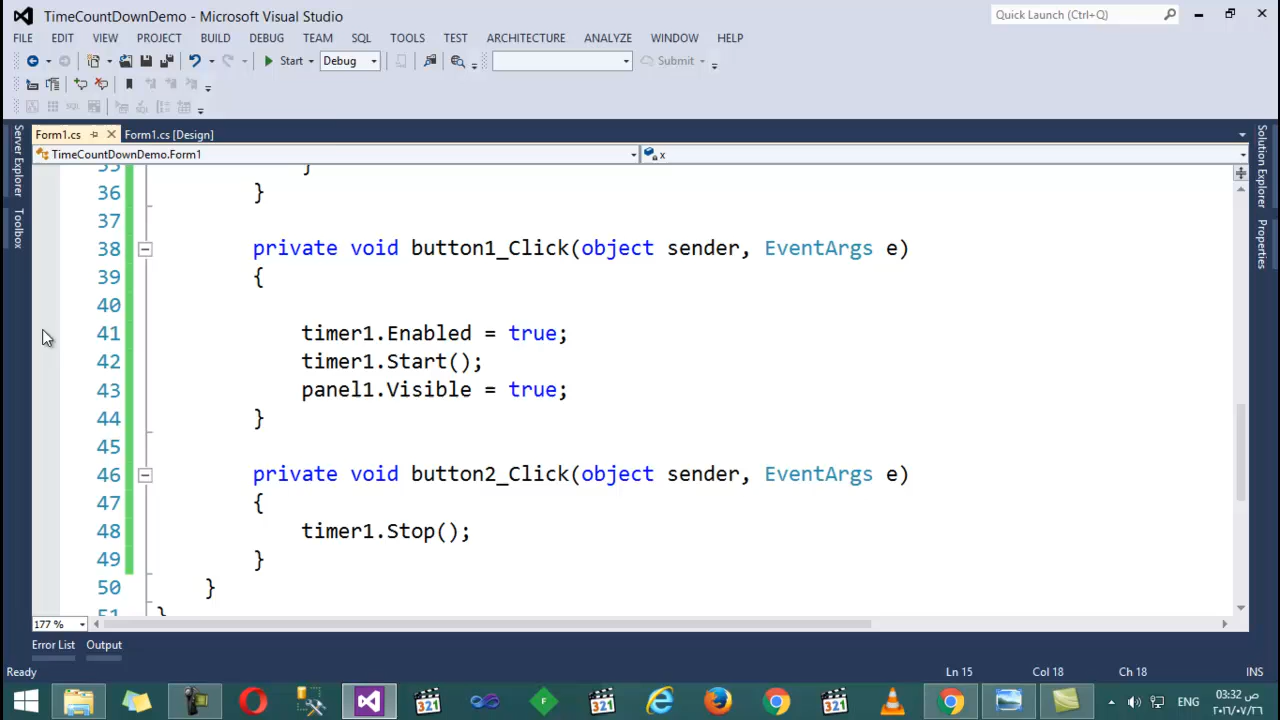 TimeCountDownDemo - Microsoft Visual Studio
Quick Launch (Ctrl+Q)
FILE EDIT VIEW PROJECT BUILD DEBUG TEAM SQL TOOLS TEST ARCHITECTURE ANALYZE WINDOW HELP
Start Debug Submit
Form1.cs Form1.cs [Design]
TimeCountDownDemo.Form1 x
Server Explorer
Toolbox
Solution Explorer
Properties
35 }
36 }
37
38 private void button1_Click(object sender, EventArgs e)
39 {
40
41 timer1.Enabled = true;
42 timer1.Start();
43 panel1.Visible = true;
44 }
45
46 private void button2_Click(object sender, EventArgs e)
47 {
48 timer1.Stop();
49 }
50 }
51 }
177 %
Error List Output
Ready Ln 15 Col 18 Ch 18 INS
321 321 321 ENG 03:32 ص
٢٠١٦/٠٧/٢٦